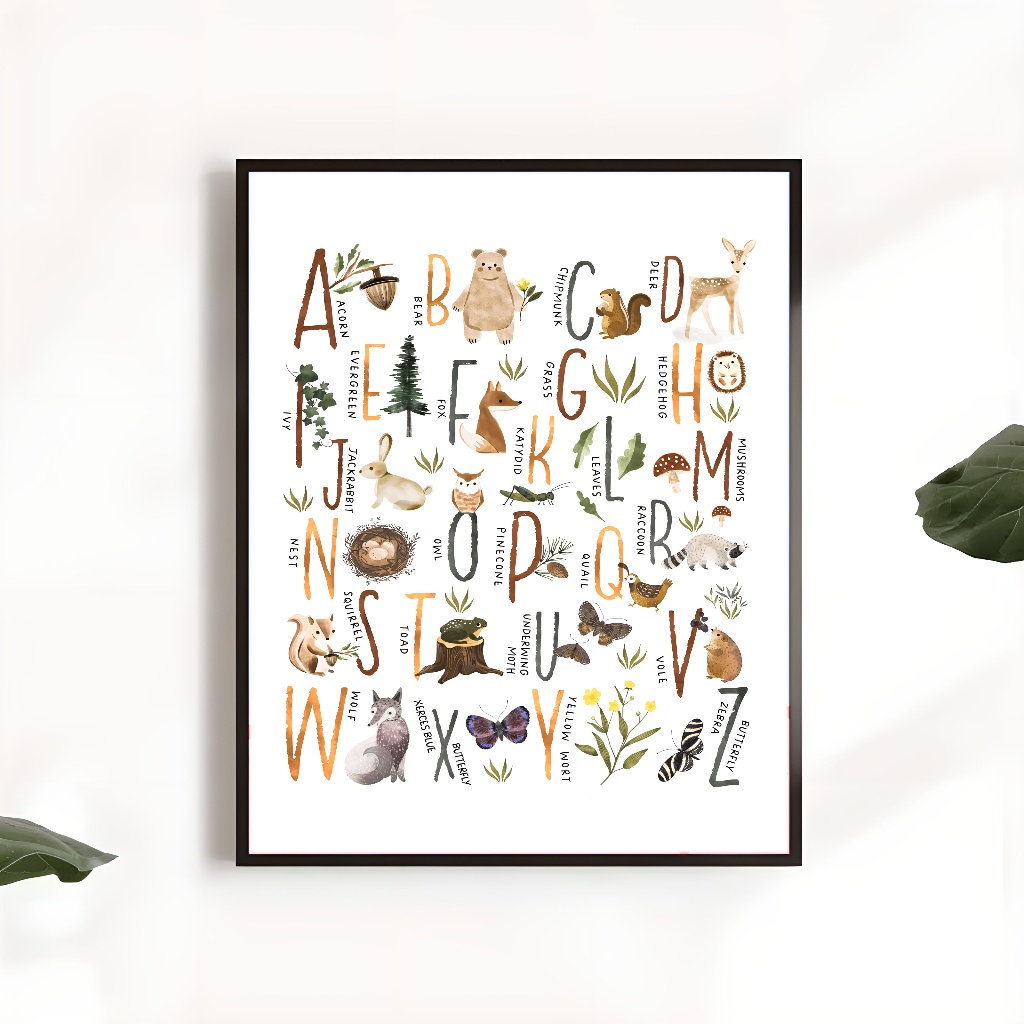 A
ACORN
B
BEAR
C
CHIPMUNK
D
DEER
E
EVERGREEN
F
FOX
G
GRASS
H
HEDGEHOG
I
IVY
J
JACKRABBIT
K
KATYDID
L
LEAVES
M
MUSHROOMS
N
NEST
O
OWL
P
PINECONE
Q
QUAIL
R
RACCOON
S
SQUIRREL
T
TOAD
U
UNDERWING
MOTH
V
VOLE
W
WOLF
X
XERCES BLUE
BUTTERFLY
Y
YELLOW WORT
Z
ZEBRA
BUTTERFLY